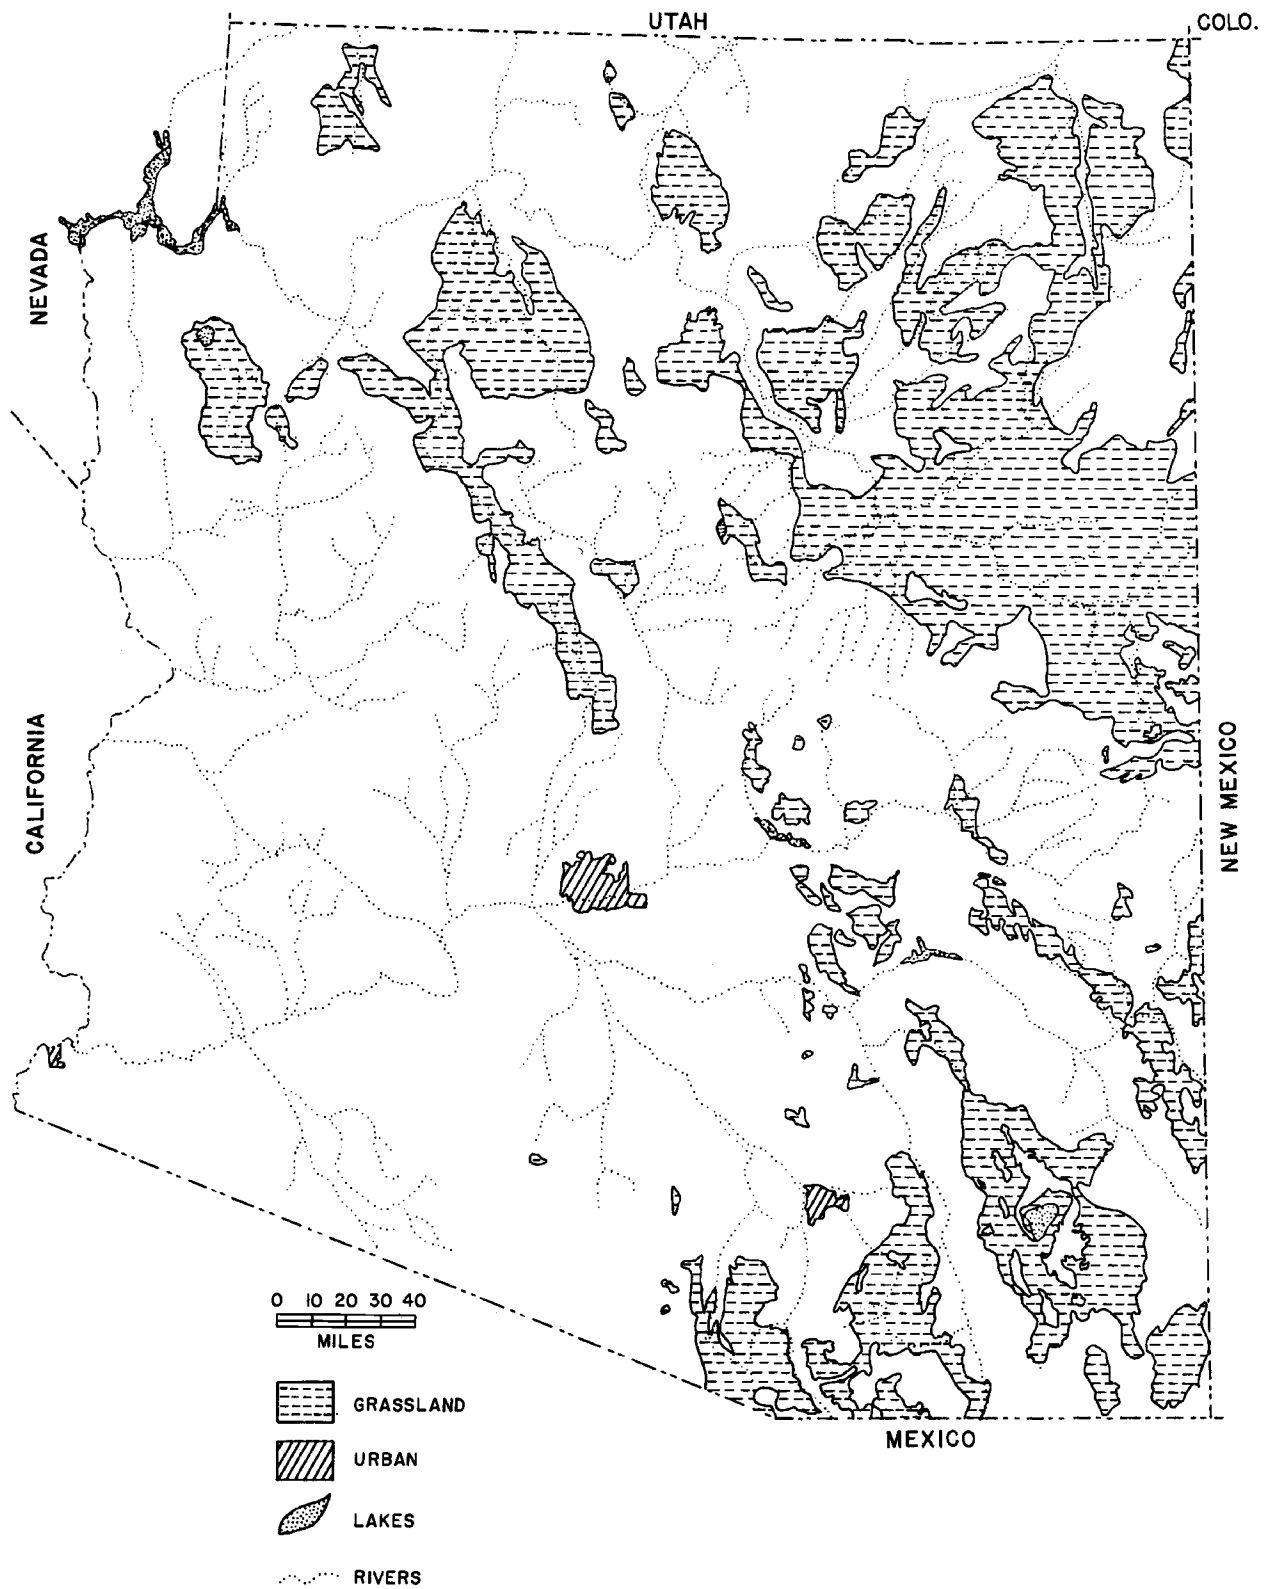 UTAH
COLO.
NEVADA
CALIFORNIA
NEW MEXICO
0 10 20 30 40
MILES
GRASSLAND
URBAN
LAKES
RIVERS
MEXICO